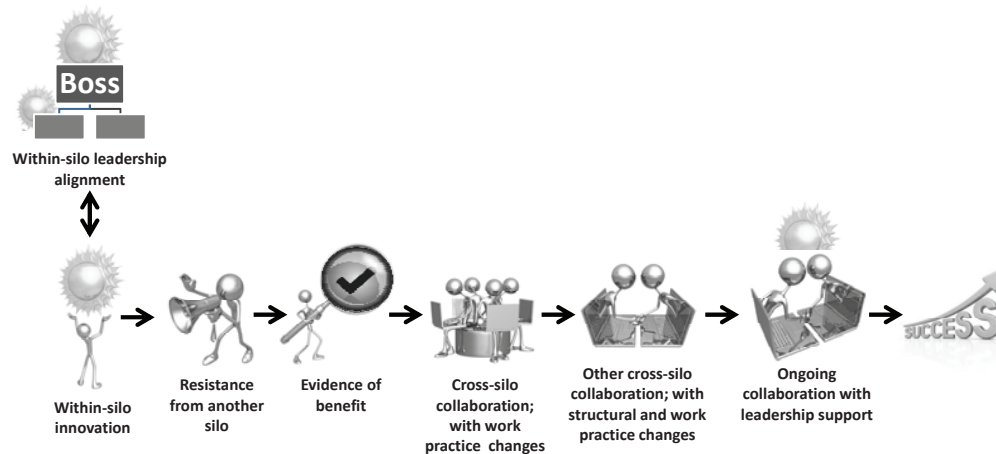 Boss
Within-silo leadership
alignment
Within-silo
innovation
Resistance
from another
silo
Evidence of
benefit
Cross-silo
collaboration;
with work
practice changes
Other cross-silo
collaboration; with
structural and work
practice changes
Ongoing
collaboration with
leadership support
SUCCESS